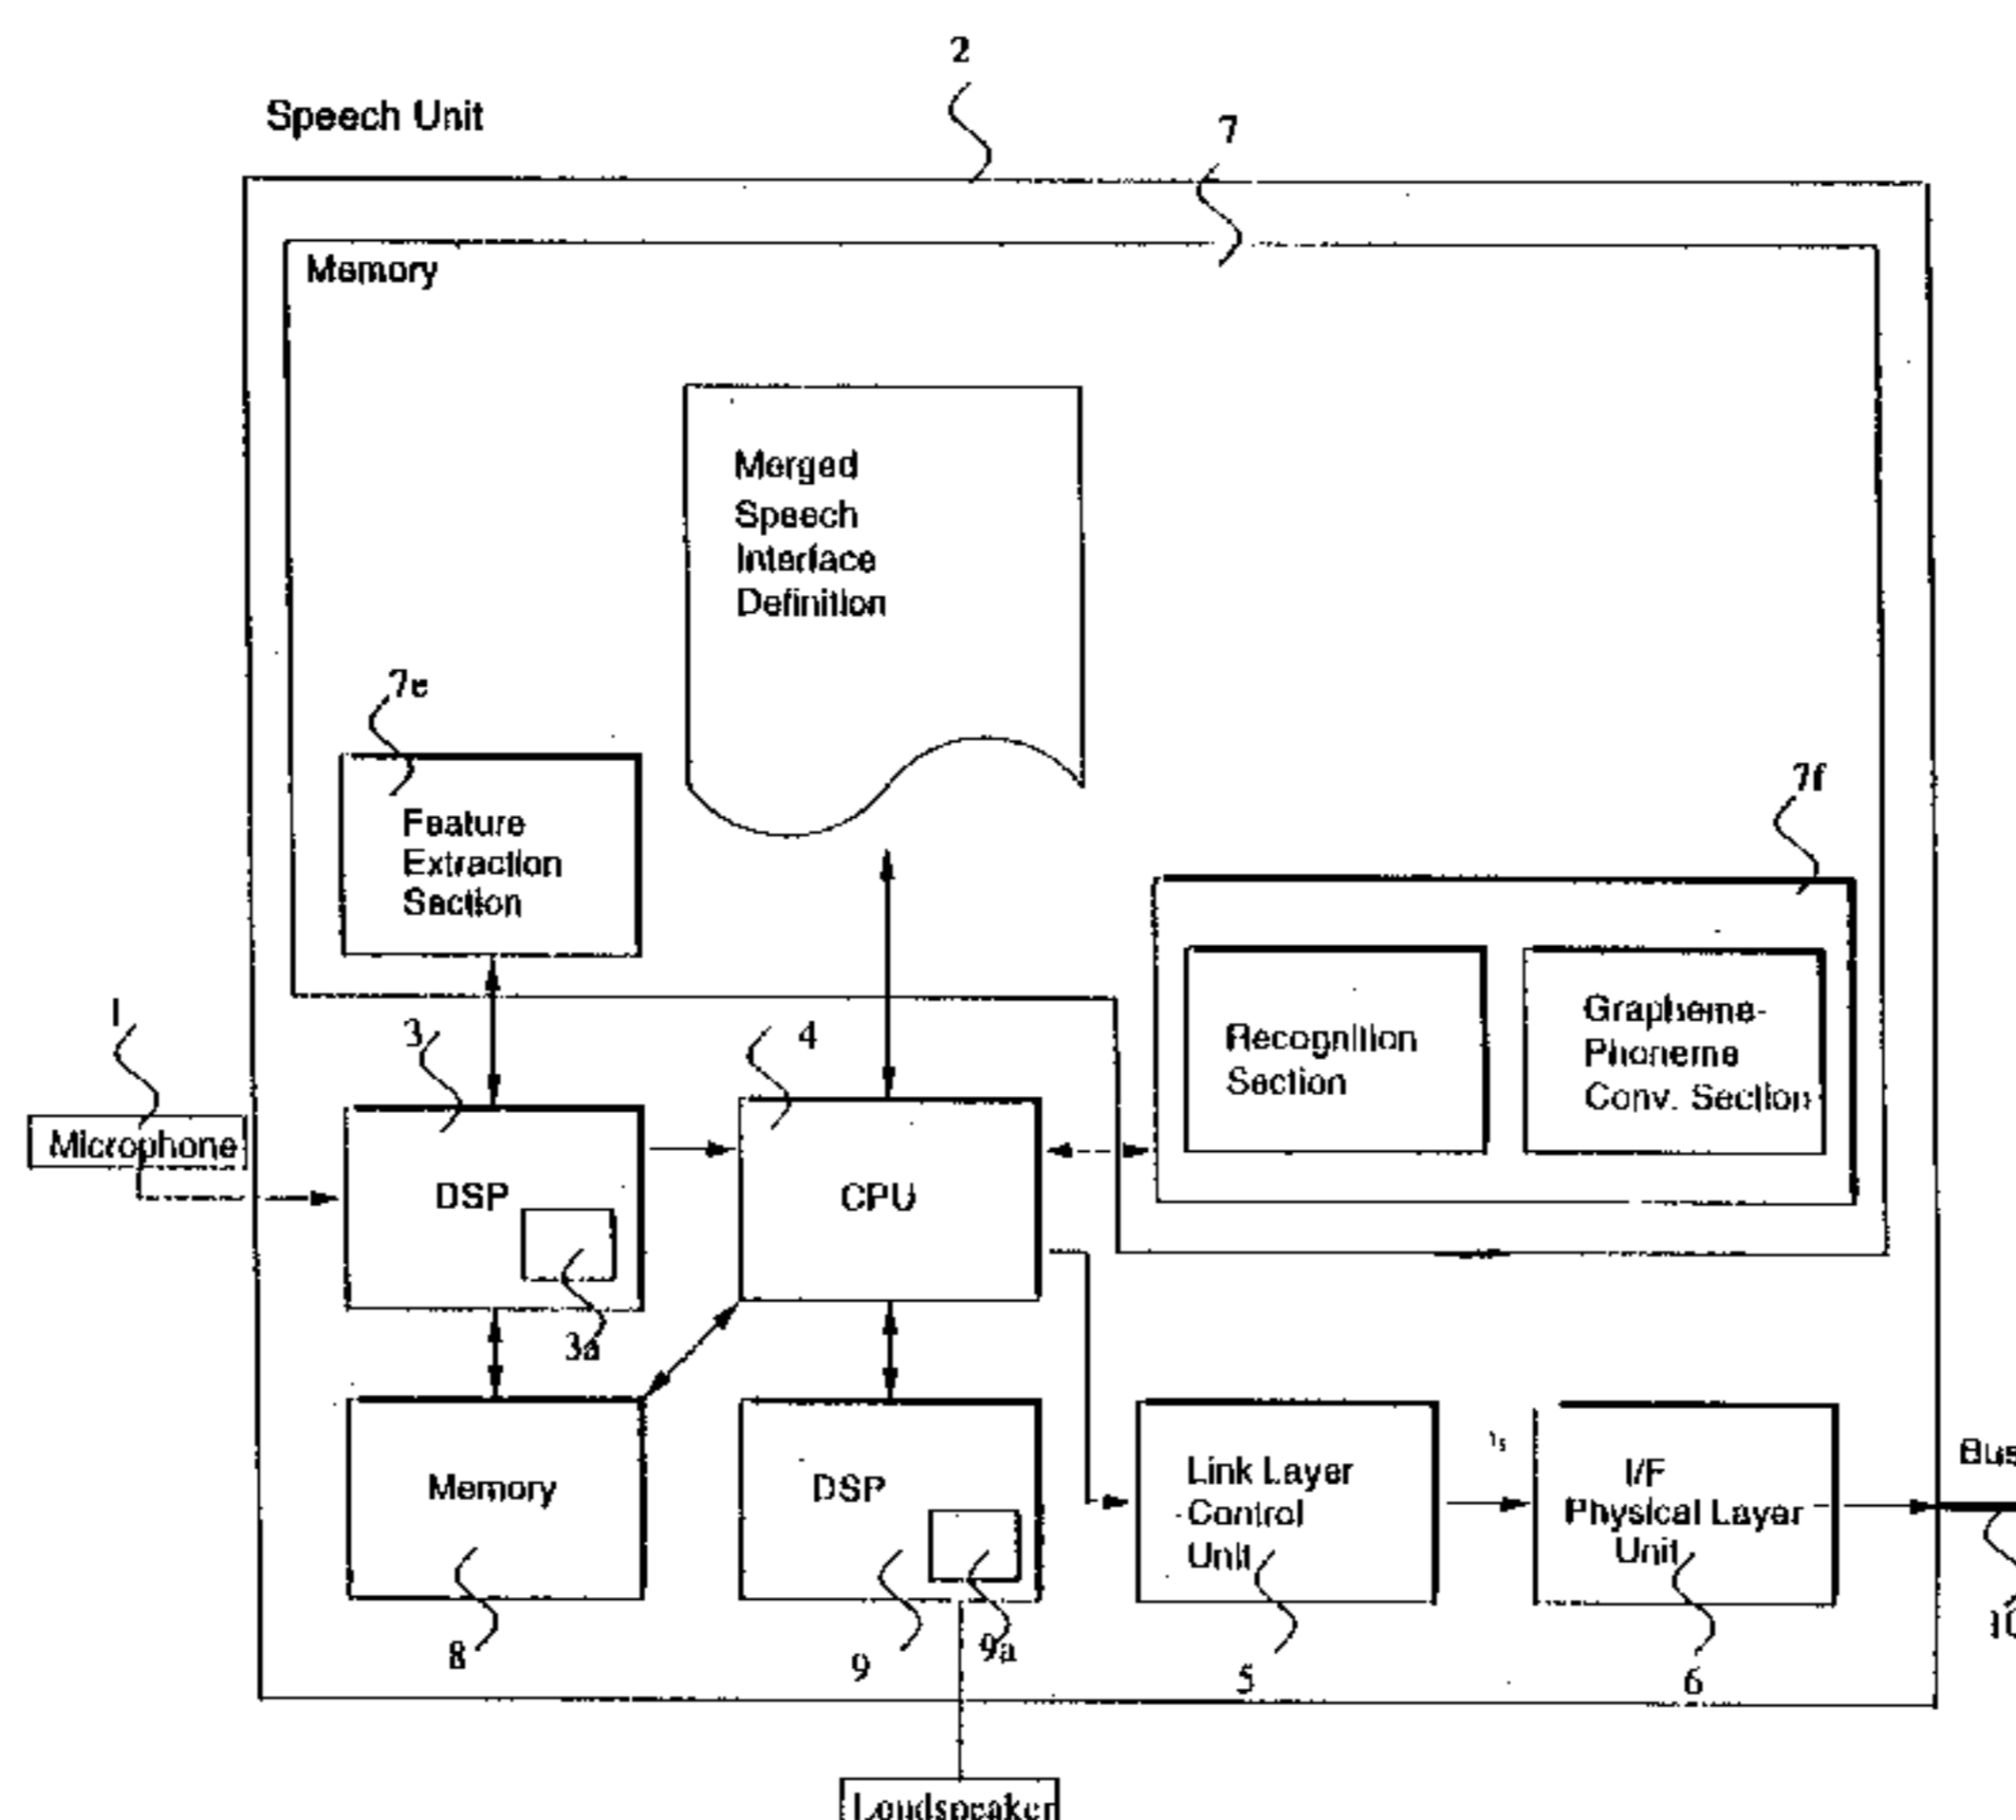 2
Speech Unit
7
Memory
Merged
Speech
Interface
Definition
7e
Feature
Extraction
Section
7f
Recognition
Section
Grapheme-
Phoneme
Conv. Section
1
3
4
Microphone
DSP
CPU
3a
Memory
DSP
Link Layer
Control
Unit
I/F
Physical Layer
Unit
Bus
8
9
9a
5
6
10
Loudspeaker